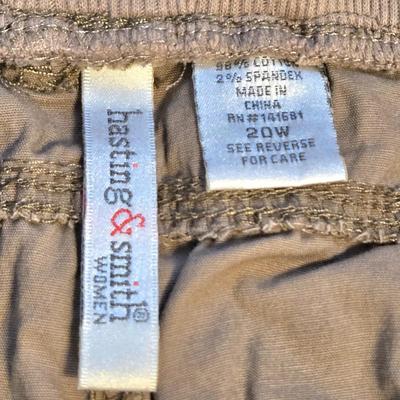 hasting & smith®
WOMEN
98% COTTON
2% SPANDEX
MADE IN
CHINA
RN#141681
20W
SEE REVERSE
FOR CARE